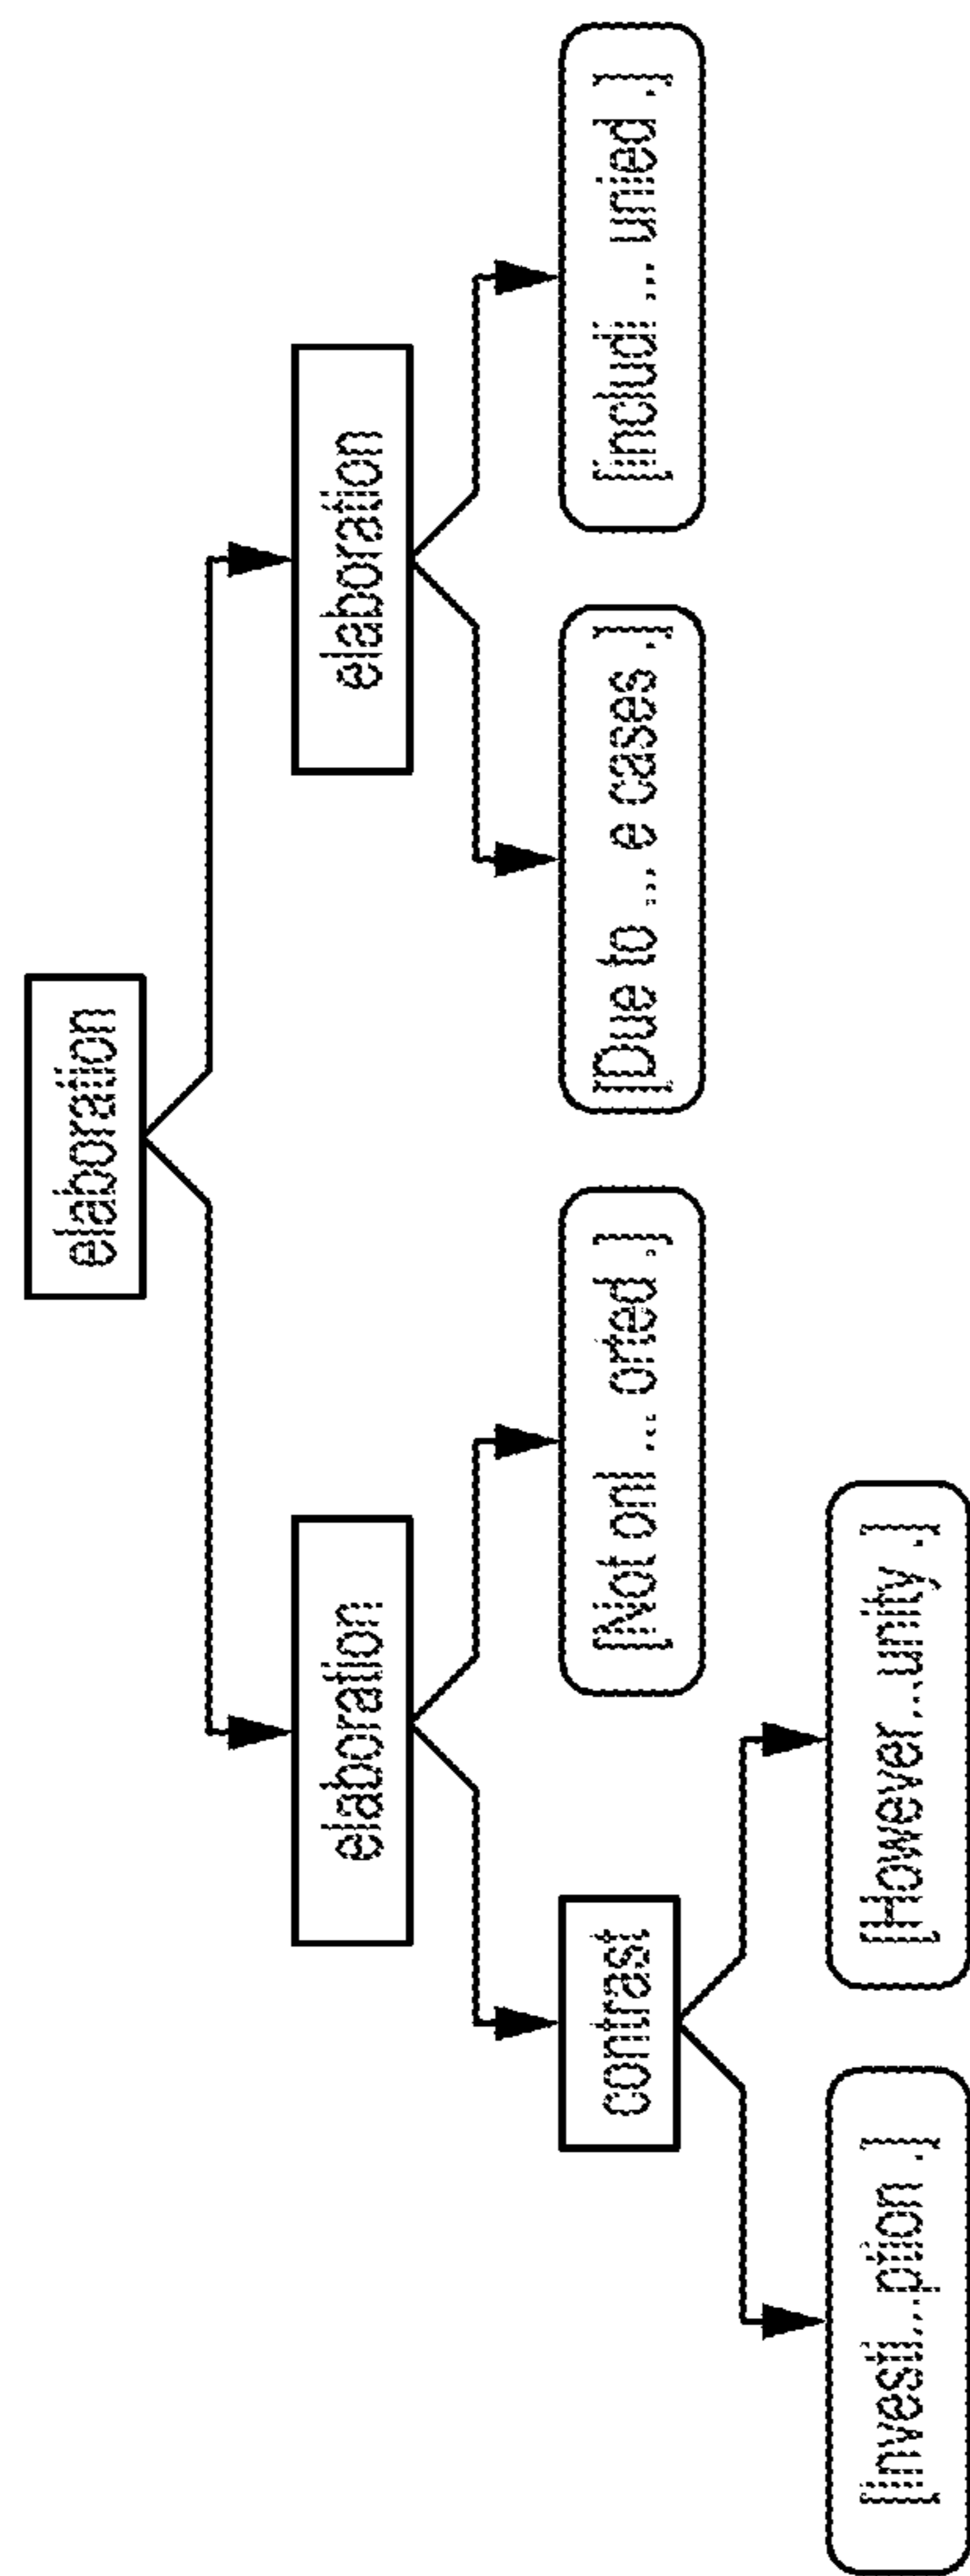 elaboration
elaboration
elaboration
contrast
[Not onl ... orted .]
[Due to ... e cases .]
[includi ... unied .]
[investi...ption .]
[However...unity .]